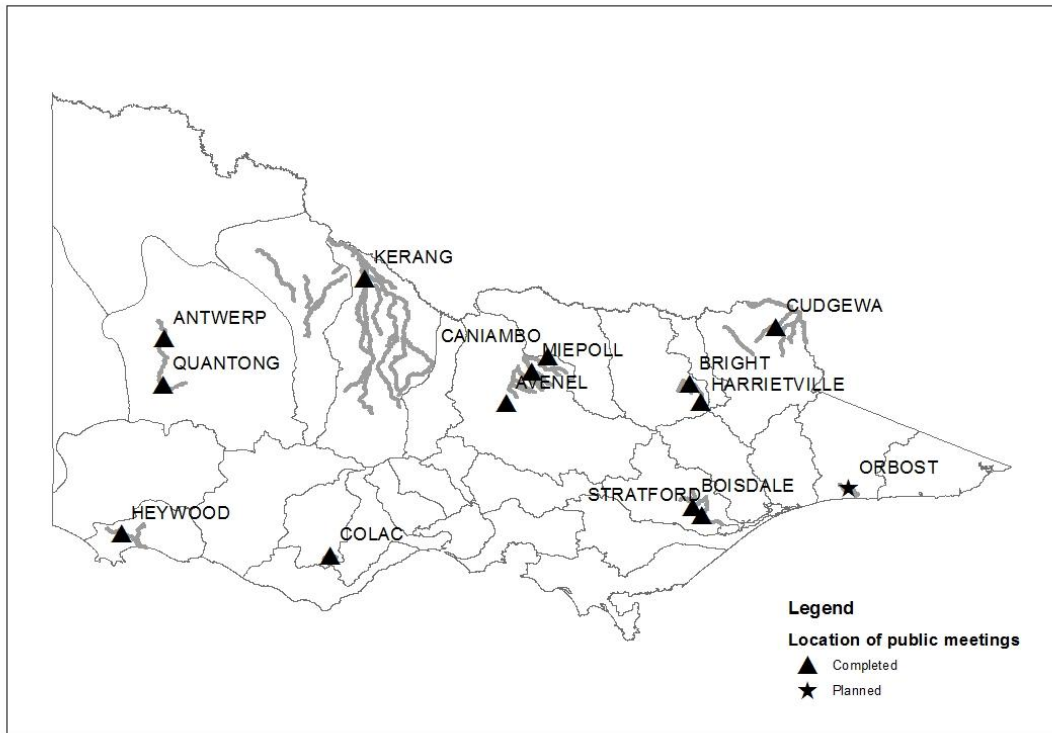 KERANG
CUDGEWA
ANTWERP
CANIAMBO
MIEPOLL
QUANTONG
BRIGHT
AVENEL
HARRIETVILLE
ORBOST
BOISDALE
STRATFORD
HEYWOOD
COLAC
Legend
Location of public meetings
Completed
Planned